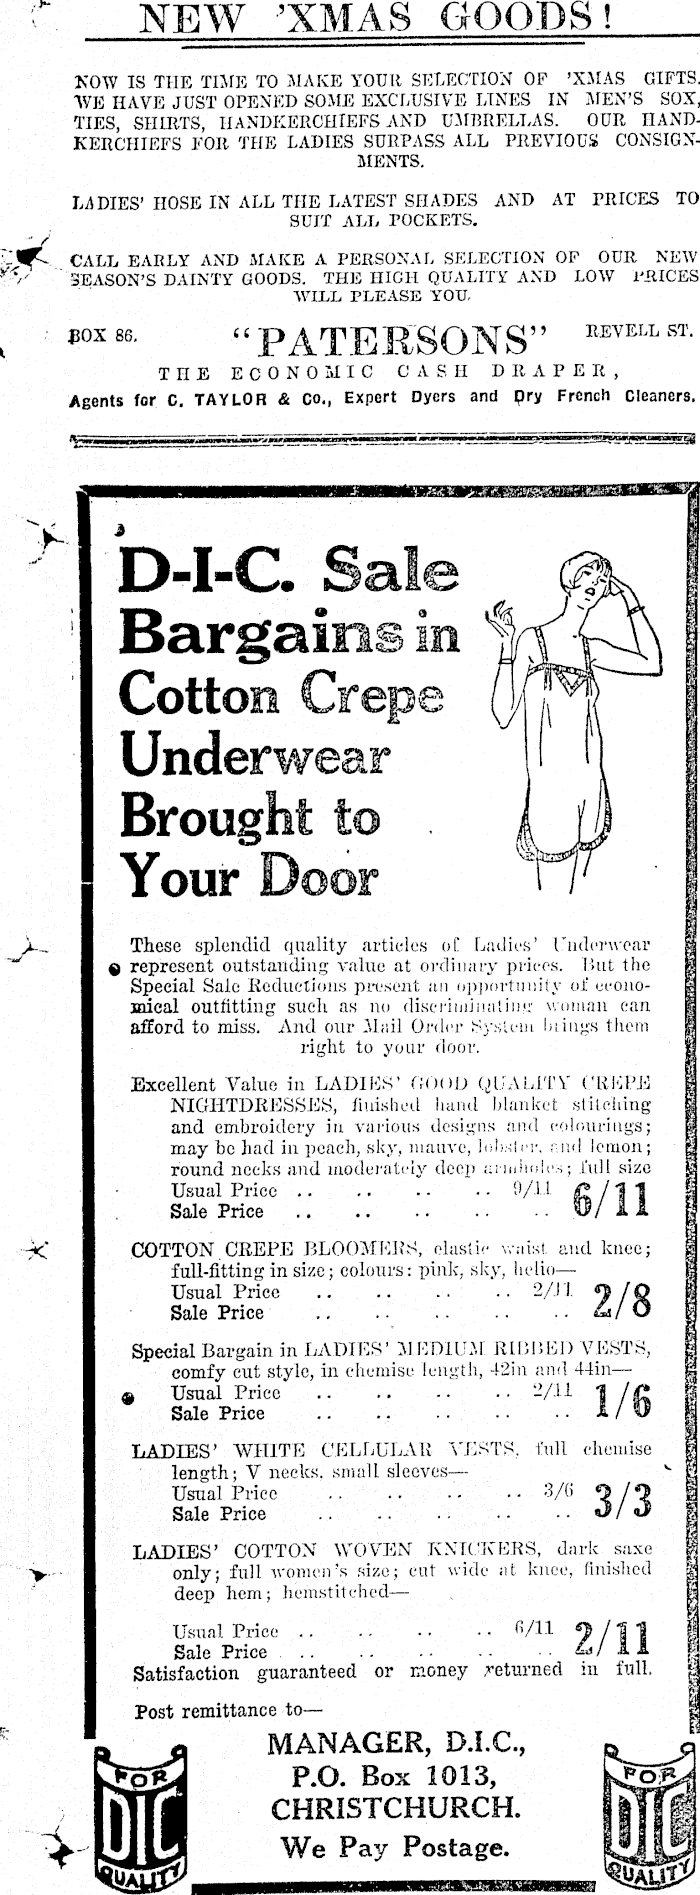 NEW 'XMAS GOODS!
NOW IS THE TIME TO MAKE YOUR SELECTION OF 'XMAS GIFTS.
WE HAVE JUST OPENED SOME EXCLUSIVE LINES IN MEN'S SOX,
TIES, SHIRTS, HANDKERCHIEFS AND UMBRELLAS. OUR HAND-
KERCHIEFS FOR THE LADIES SURPASS ALL PREVIOUS CONSIGN-
MENTS.
LADIES' HOSE IN ALL THE LATEST SHADES AND AT PRICES TO
SUIT ALL POCKETS.
CALL EARLY AND MAKE A PERSONAL SELECTION OF OUR NEW
SEASON'S DAINTY GOODS. THE HIGH QUALITY AND LOW PRICES
WILL PLEASE YOU.
BOX 86. "PATERSONS" REVELL ST.
THE ECONOMIC CASH DRAPER,
Agents for C. TAYLOR & Co., Expert Dyers and Dry French Cleaners.
D-I-C. Sale
Bargains in
Cotton Crepe
Underwear
Brought to
Your Door
These splendid quality articles of Ladies' Underwear
represent outstanding value at ordinary prices. But the
Special Sale Reductions present an opportunity of econo-
mical outfitting such as no discriminating woman can
afford to miss. And our Mail Order System brings them
right to your door.
Excellent Value in LADIES' GOOD QUALITY CREPE
NIGHTDRESSES, finished hand blanket stitching
and embroidery in various designs and colourings;
may be had in peach, sky, mauve, lobster, and lemon;
round necks and moderately deep armholes; full size
Usual Price .. .. .. .. 9/11
Sale Price .. .. .. .. .. 6/11
COTTON CREPE BLOOMERS, elastic waist and knee;
full-fitting in size; colours: pink, sky, helio—
Usual Price .. .. .. .. 2/11
Sale Price .. .. .. .. .. 2/8
Special Bargain in LADIES' MEDIUM RIBBED VESTS,
comfy cut style, in chemise length, 42in and 44in—
Usual Price .. .. .. .. 2/11
Sale Price .. .. .. .. .. 1/6
LADIES' WHITE CELLULAR VESTS, full chemise
length; V necks, small sleeves—
Usual Price .. .. .. .. 3/6
Sale Price .. .. .. .. .. 3/3
LADIES' COTTON WOVEN KNICKERS, dark saxe
only; full women's size; cut wide at knee, finished
deep hem; hemstitched—
Usual Price .. .. .. .. 6/11
Sale Price .. .. .. .. .. 2/11
Satisfaction guaranteed or money returned in full.
Post remittance to—
MANAGER, D.I.C.,
P.O. Box 1013,
CHRISTCHURCH.
We Pay Postage.
FOR
DIC
QUALITY
FOR
DIC
QUALITY